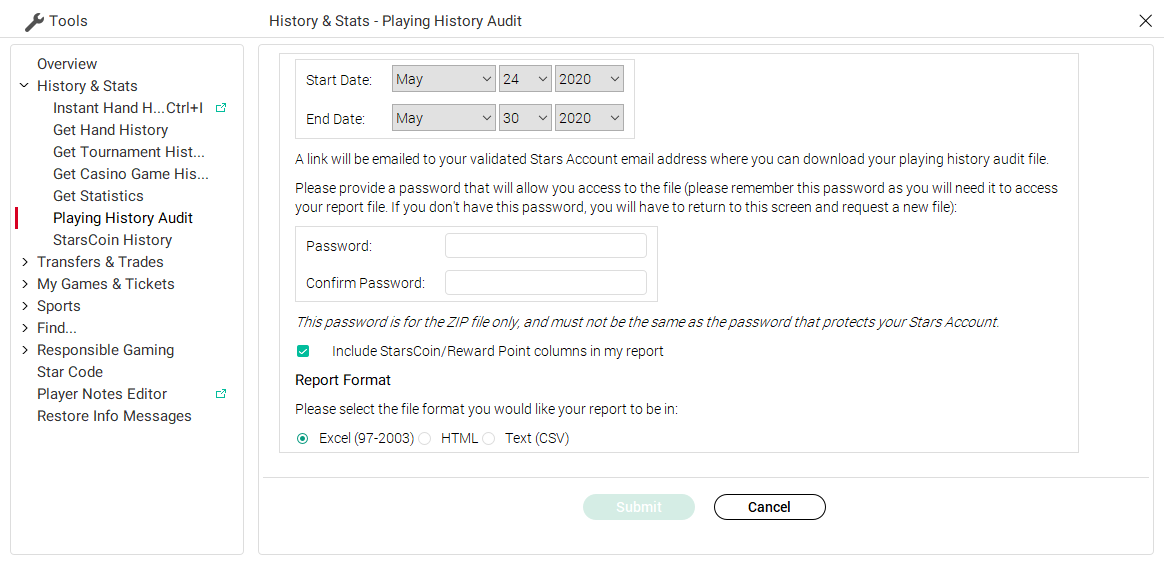 Tools
History & Stats - Playing History Audit
Overview
History & Stats
Instant Hand H...Ctrl+I
Get Hand History
Get Tournament Hist...
Get Casino Game His...
Get Statistics
Playing History Audit
StarsCoin History
Transfers & Trades
My Games & Tickets
Sports
Find...
Responsible Gaming
Star Code
Player Notes Editor
Restore Info Messages
Start Date: May 24 2020
End Date: May 30 2020
A link will be emailed to your validated Stars Account email address where you can download your playing history audit file.
Please provide a password that will allow you access to the file (please remember this password as you will need it to access
your report file. If you don't have this password, you will have to return to this screen and request a new file):
Password:
Confirm Password:
This password is for the ZIP file only, and must not be the same as the password that protects your Stars Account.
Include StarsCoin/Reward Point columns in my report
Report Format
Please select the file format you would like your report to be in:
Excel (97-2003) HTML Text (CSV)
Submit Cancel